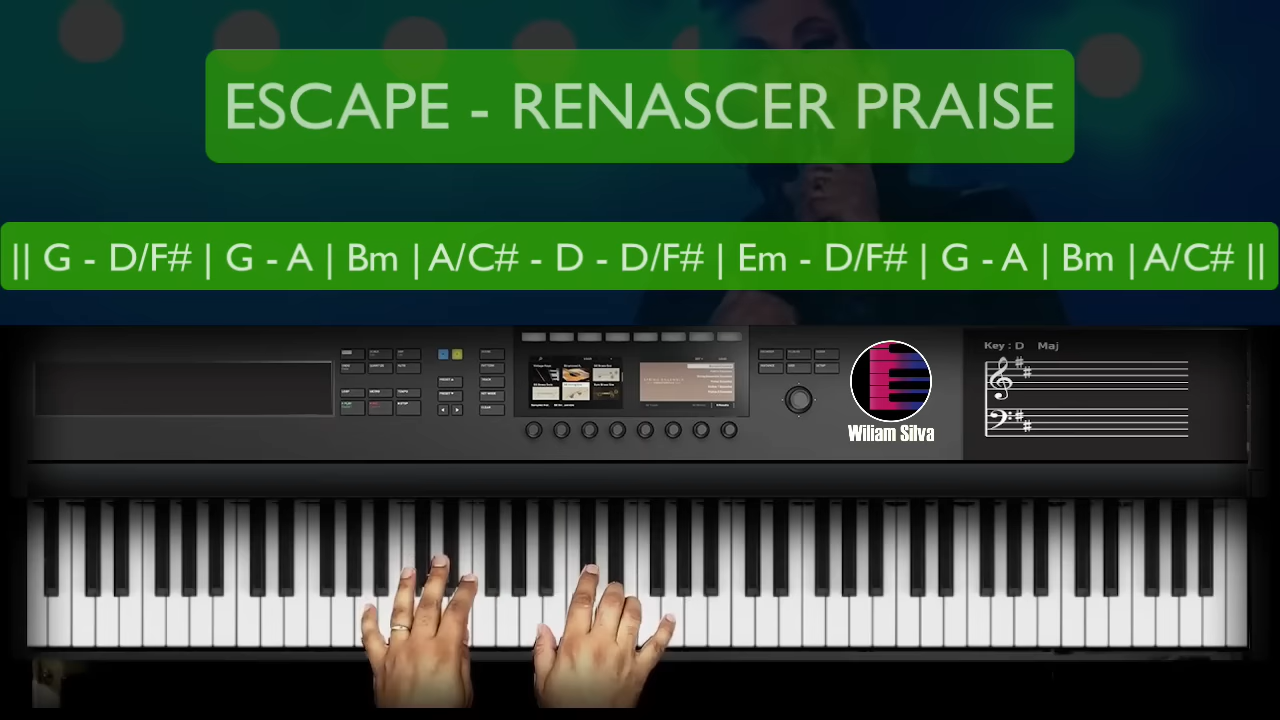 ESCAPE - RENASCER PRAISE
|| G - D/F# | G - A | Bm | A/C# - D - D/F# | Em - D/F# | G - A | Bm | A/C# ||
Key : D Maj
Wiliam Silva